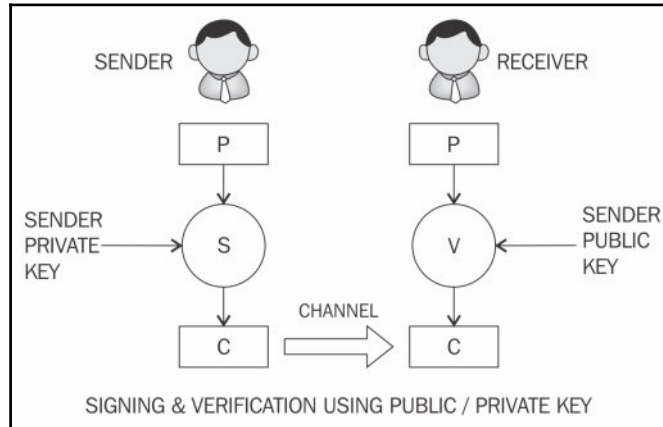 SENDER
RECEIVER
P
P
SENDER
PRIVATE
KEY
S
V
SENDER
PUBLIC
KEY
CHANNEL
C
C
SIGNING & VERIFICATION USING PUBLIC / PRIVATE KEY